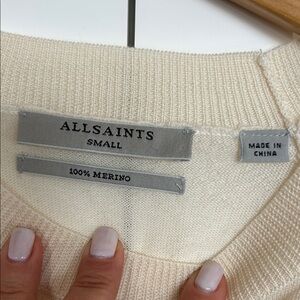 ALLSAINTS
SMALL
100% MERINO
MADE IN
CHINA